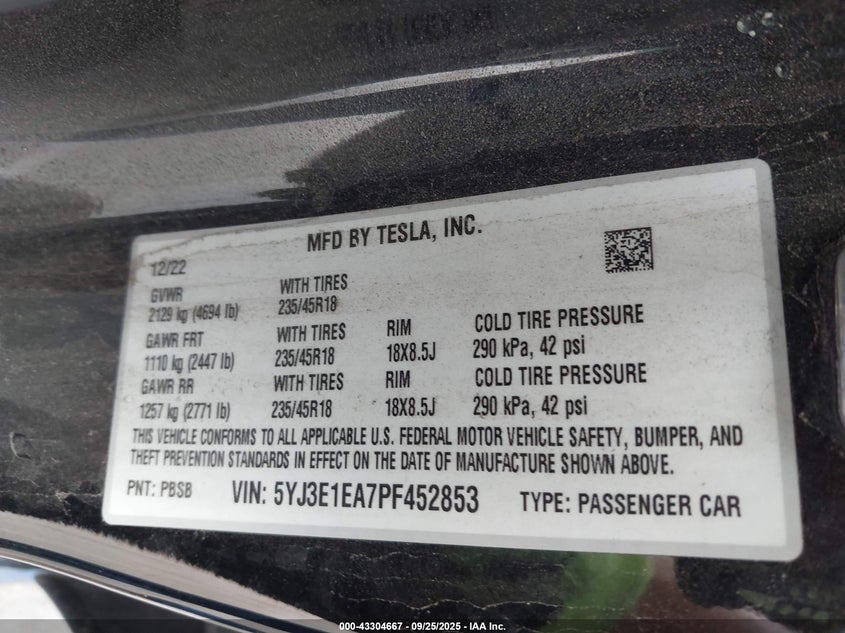 MFD BY TESLA, INC.
12/22
GVWR WITH TIRES
2129 kg (4694 lb) 235/45R18
GAWR FRT WITH TIRES RIM COLD TIRE PRESSURE
1110 kg (2447 lb) 235/45R18 18X8.5J 290 kPa, 42 psi
GAWR RR WITH TIRES RIM COLD TIRE PRESSURE
1257 kg (2771 lb) 235/45R18 18X8.5J 290 kPa, 42 psi
THIS VEHICLE CONFORMS TO ALL APPLICABLE U.S. FEDERAL MOTOR VEHICLE SAFETY, BUMPER, AND
THEFT PREVENTION STANDARDS IN EFFECT ON THE DATE OF MANUFACTURE SHOWN ABOVE.
PNT: PBSB VIN: 5YJ3E1EA7PF452853 TYPE: PASSENGER CAR
000-43304667 - 09/25/2025 - IAA Inc.